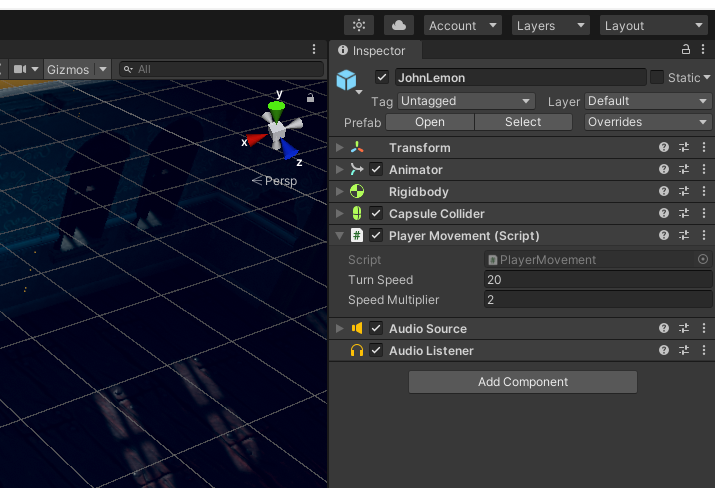 Account Layers Layout
Inspector
Gizmos All
JohnLemon Static
Tag Untagged Layer Default
Prefab Open Select Overrides
y
x
z
Persp
Transform
Animator
Rigidbody
Capsule Collider
# Player Movement (Script)
Script # PlayerMovement
Turn Speed 20
Speed Multiplier 2
Audio Source
Audio Listener
Add Component